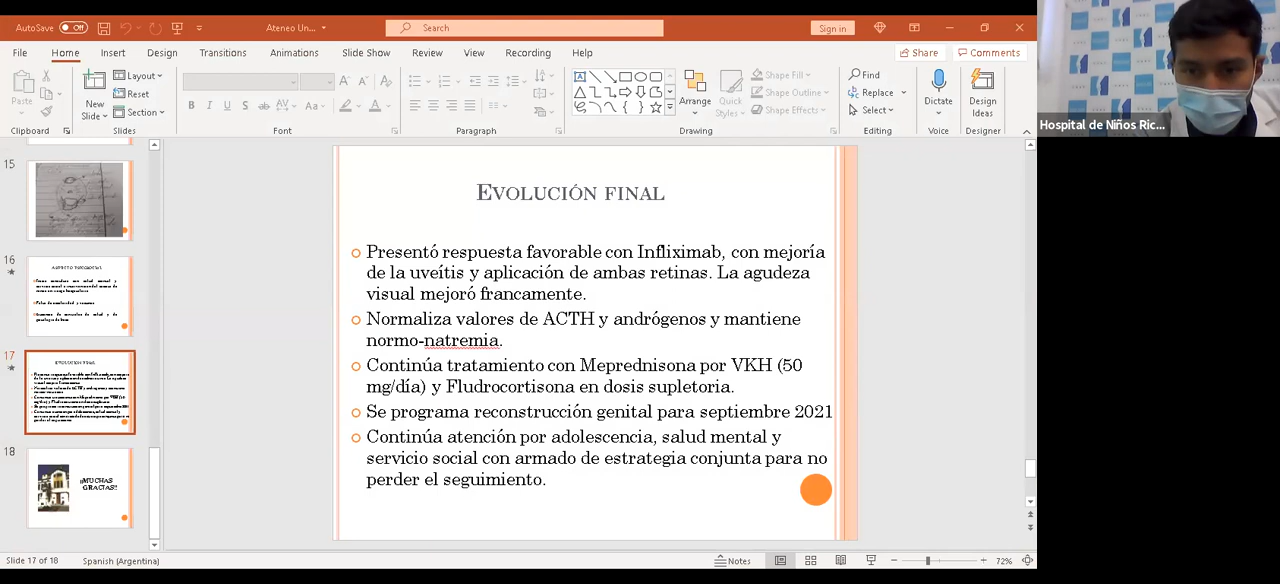 AutoSave Off Ateneo Un... Search Sign in
File Home Insert Design Transitions Animations Slide Show Review View Recording Help Share Comments
Paste
Clipboard
New Slide
Layout
Reset
Section
Slides
B I U S ab AV Aa A
Font
Paragraph
Arrange
Quick Styles
Shape Fill
Shape Outline
Shape Effects
Drawing
Find
Replace
Select
Editing
Dictate
Voice
Design Ideas
Designer
Hospital de Niños Ric...
15
16
17
EVOLUCIÓN FINAL
18
¡MUCHAS
GRACIAS!
EVOLUCIÓN FINAL
Presentó respuesta favorable con Infliximab, con mejoría
de la uveítis y aplicación de ambas retinas. La agudeza
visual mejoró francamente.
Normaliza valores de ACTH y andrógenos y mantiene
normo-natremia.
Continúa tratamiento con Meprednisona por VKH (50
mg/día) y Fludrocortisona en dosis supletoria.
Se programa reconstrucción genital para septiembre 2021
Continúa atención por adolescencia, salud mental y
servicio social con armado de estrategia conjunta para no
perder el seguimiento.
Slide 17 of 18 Spanish (Argentina) Notes 72%